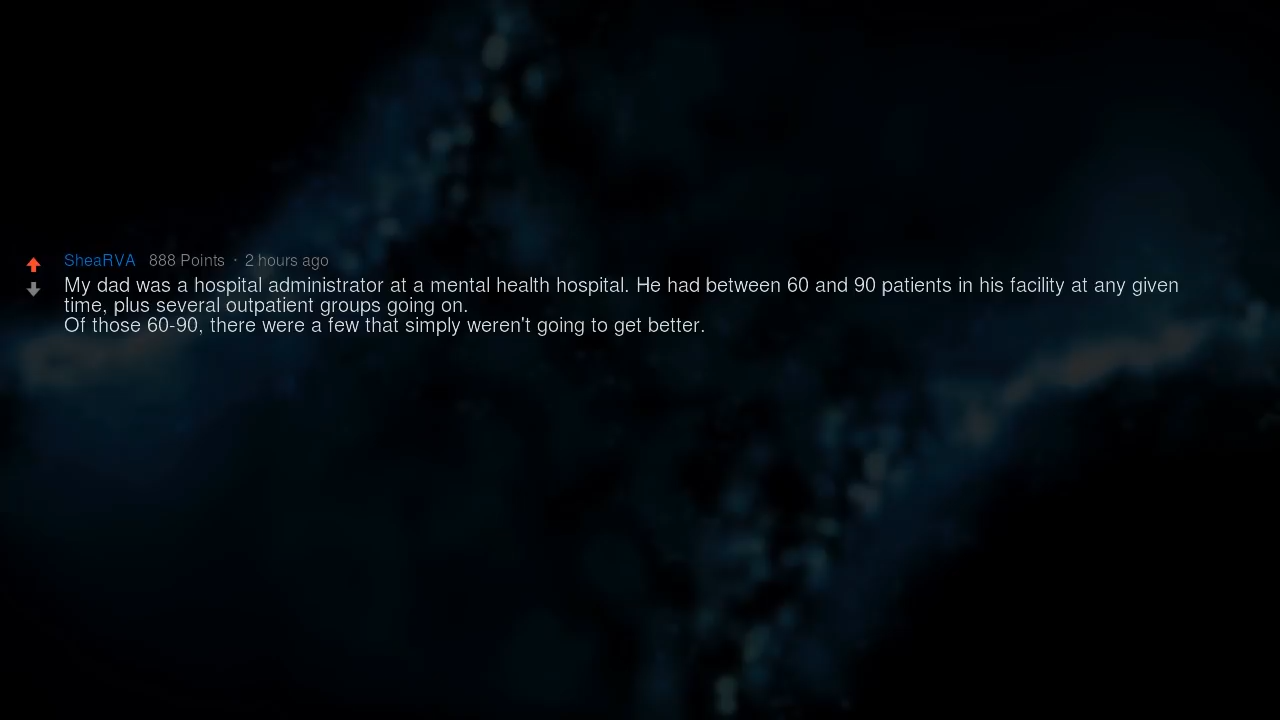 SheaRVA 888 Points · 2 hours ago
My dad was a hospital administrator at a mental health hospital. He had between 60 and 90 patients in his facility at any given
time, plus several outpatient groups going on.
Of those 60-90, there were a few that simply weren't going to get better.